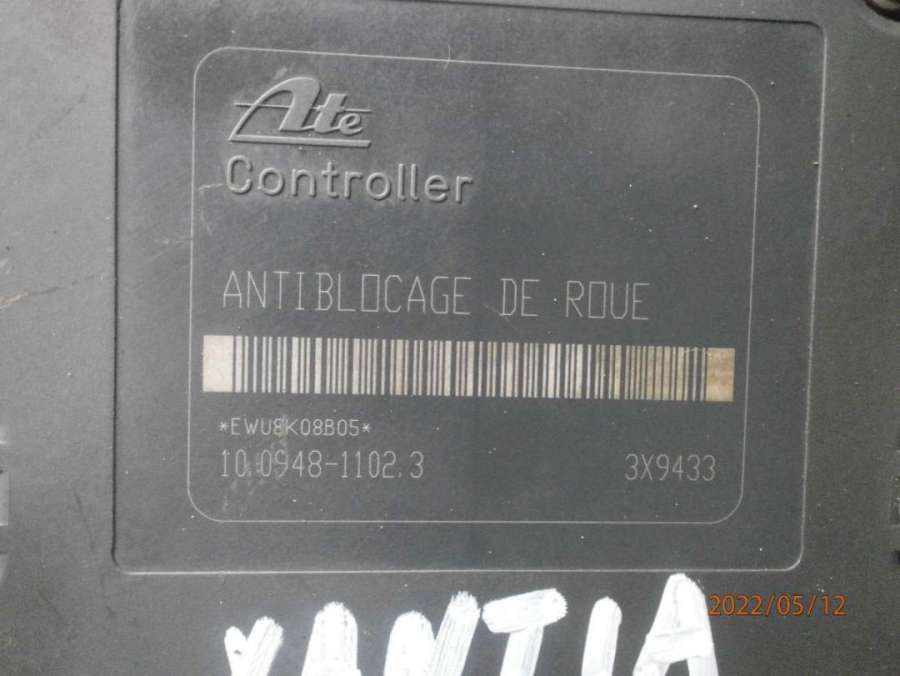 Ate
Controller
ANTIBLOCAGE DE ROUE
*EWU8K08B05*
10.0948-1102.3 3X9433
2022/05/12
XANTIA